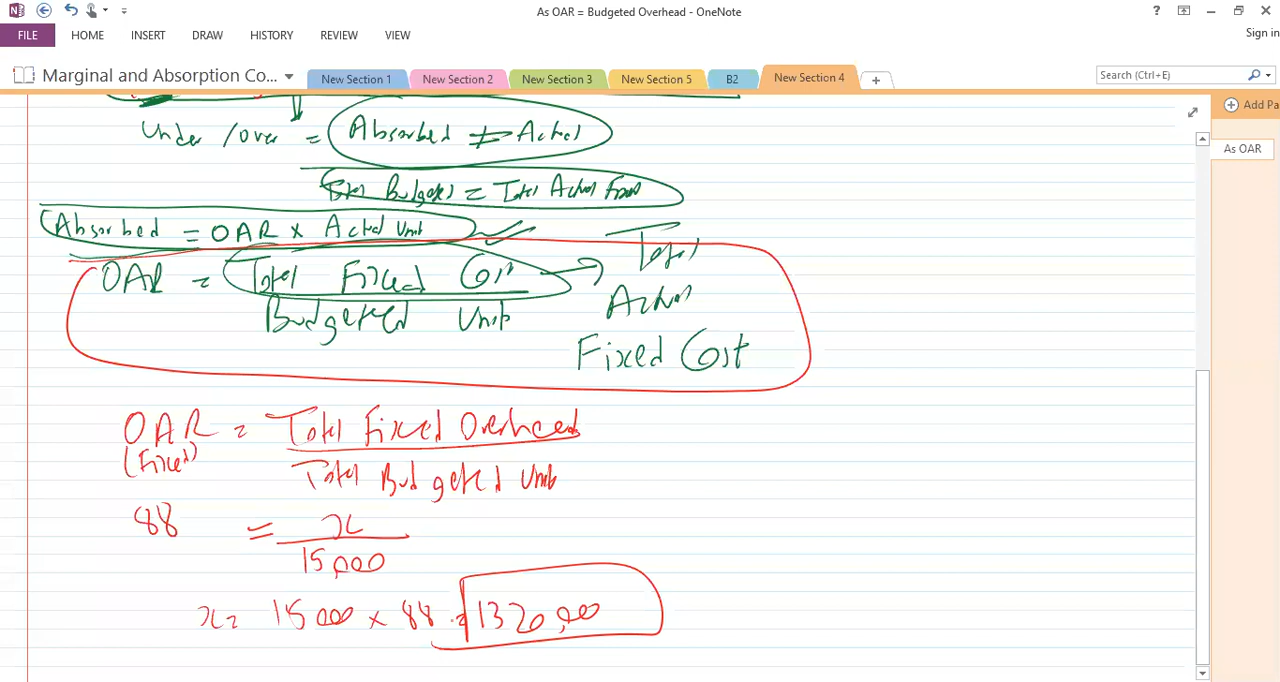 As OAR = Budgeted Overhead - OneNote
Sign in
FILE HOME INSERT DRAW HISTORY REVIEW VIEW
Marginal and Absorption Co... New Section 1 New Section 2 New Section 3 New Section 5 B2 New Section 4 Search (Ctrl+E)
Add Pa
As OAR
Under /over = Absorbed ≠ Actual
Total Budgeted = Total Actual Fixed
Absorbed = OAR x Actual Unit
OAR = Total Fixed Cost
Budgeted Unit
Total
Actual
Fixed Cost
OAR = Total Fixed Overhead
(Fixed)
Total Budgeted Unit
88 = x
15,000
x = 15000 x 88 = 1320,000